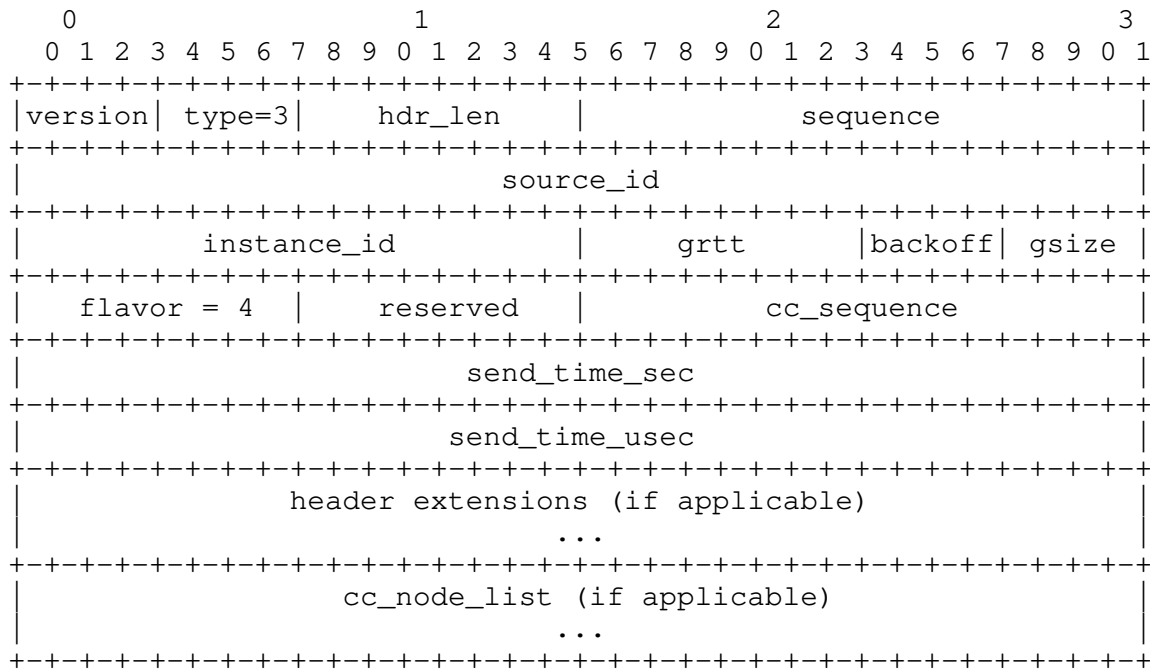 0                   1                   2                   3
0 1 2 3 4 5 6 7 8 9 0 1 2 3 4 5 6 7 8 9 0 1 2 3 4 5 6 7 8 9 0 1
+-+-+-+-+-+-+-+-+-+-+-+-+-+-+-+-+-+-+-+-+-+-+-+-+-+-+-+-+-+-+-+-+
|version| type=3|    hdr_len    |            sequence           |
+-+-+-+-+-+-+-+-+-+-+-+-+-+-+-+-+-+-+-+-+-+-+-+-+-+-+-+-+-+-+-+-+
|                           source_id                           |
+-+-+-+-+-+-+-+-+-+-+-+-+-+-+-+-+-+-+-+-+-+-+-+-+-+-+-+-+-+-+-+-+
|          instance_id          |     grtt      |backoff| gsize |
+-+-+-+-+-+-+-+-+-+-+-+-+-+-+-+-+-+-+-+-+-+-+-+-+-+-+-+-+-+-+-+-+
|   flavor = 4  |    reserved   |          cc_sequence          |
+-+-+-+-+-+-+-+-+-+-+-+-+-+-+-+-+-+-+-+-+-+-+-+-+-+-+-+-+-+-+-+-+
|                         send_time_sec                         |
+-+-+-+-+-+-+-+-+-+-+-+-+-+-+-+-+-+-+-+-+-+-+-+-+-+-+-+-+-+-+-+-+
|                        send_time_usec                         |
+-+-+-+-+-+-+-+-+-+-+-+-+-+-+-+-+-+-+-+-+-+-+-+-+-+-+-+-+-+-+-+-+
|               header extensions (if applicable)               |
|                              ...                              |
+-+-+-+-+-+-+-+-+-+-+-+-+-+-+-+-+-+-+-+-+-+-+-+-+-+-+-+-+-+-+-+-+
|                  cc_node_list (if applicable)                 |
|                              ...                              |
+-+-+-+-+-+-+-+-+-+-+-+-+-+-+-+-+-+-+-+-+-+-+-+-+-+-+-+-+-+-+-+-+